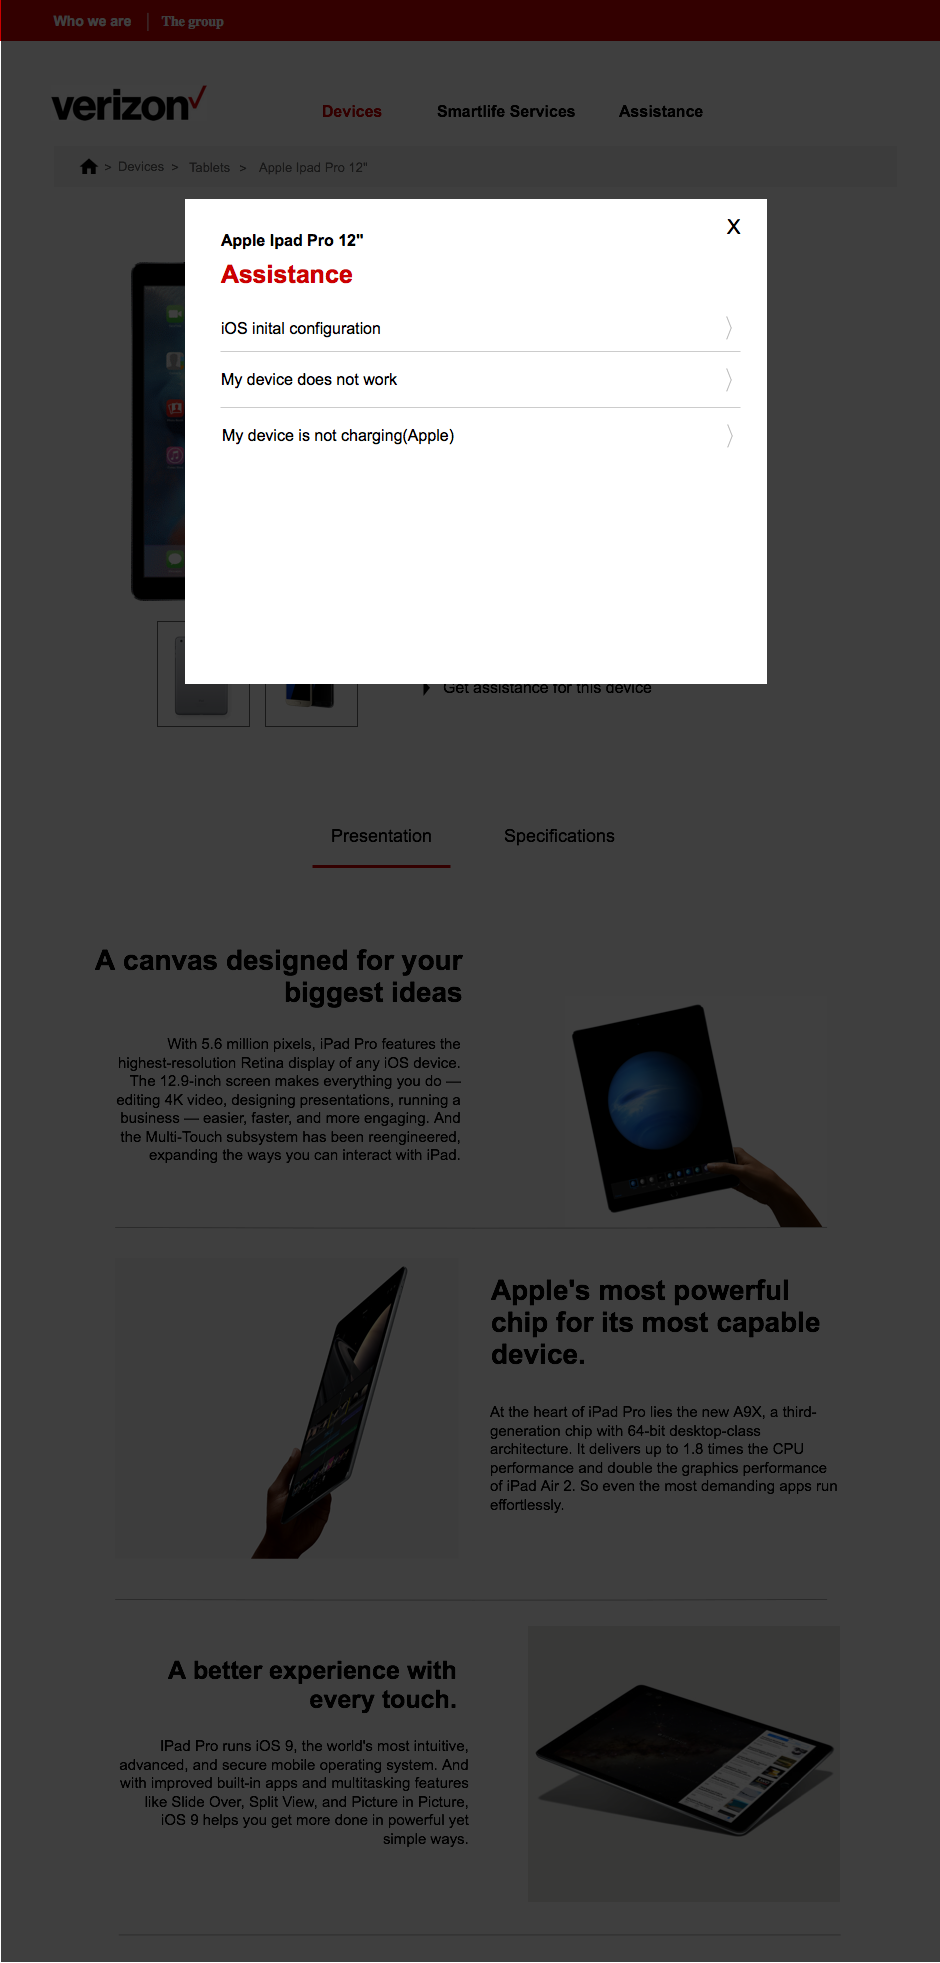 Who we are | The group
verizon
Devices
Smartlife Services
Assistance
> Devices > Tablets > Apple Ipad Pro 12"
X
Apple Ipad Pro 12"
Assistance
iOS inital configuration
My device does not work
My device is not charging(Apple)
Get assistance for this device
Presentation
Specifications
A canvas designed for your
biggest ideas
With 5.6 million pixels, iPad Pro features the
highest-resolution Retina display of any iOS device.
The 12.9-inch screen makes everything you do —
editing 4K video, designing presentations, running a
business — easier, faster, and more engaging. And
the Multi-Touch subsystem has been reengineered,
expanding the ways you can interact with iPad.
Apple's most powerful
chip for its most capable
device.
At the heart of iPad Pro lies the new A9X, a third-
generation chip with 64-bit desktop-class
architecture. It delivers up to 1.8 times the CPU
performance and double the graphics performance
of iPad Air 2. So even the most demanding apps run
effortlessly.
A better experience with
every touch.
IPad Pro runs iOS 9, the world's most intuitive,
advanced, and secure mobile operating system. And
with improved built-in apps and multitasking features
like Slide Over, Split View, and Picture in Picture,
iOS 9 helps you get more done in powerful yet
simple ways.